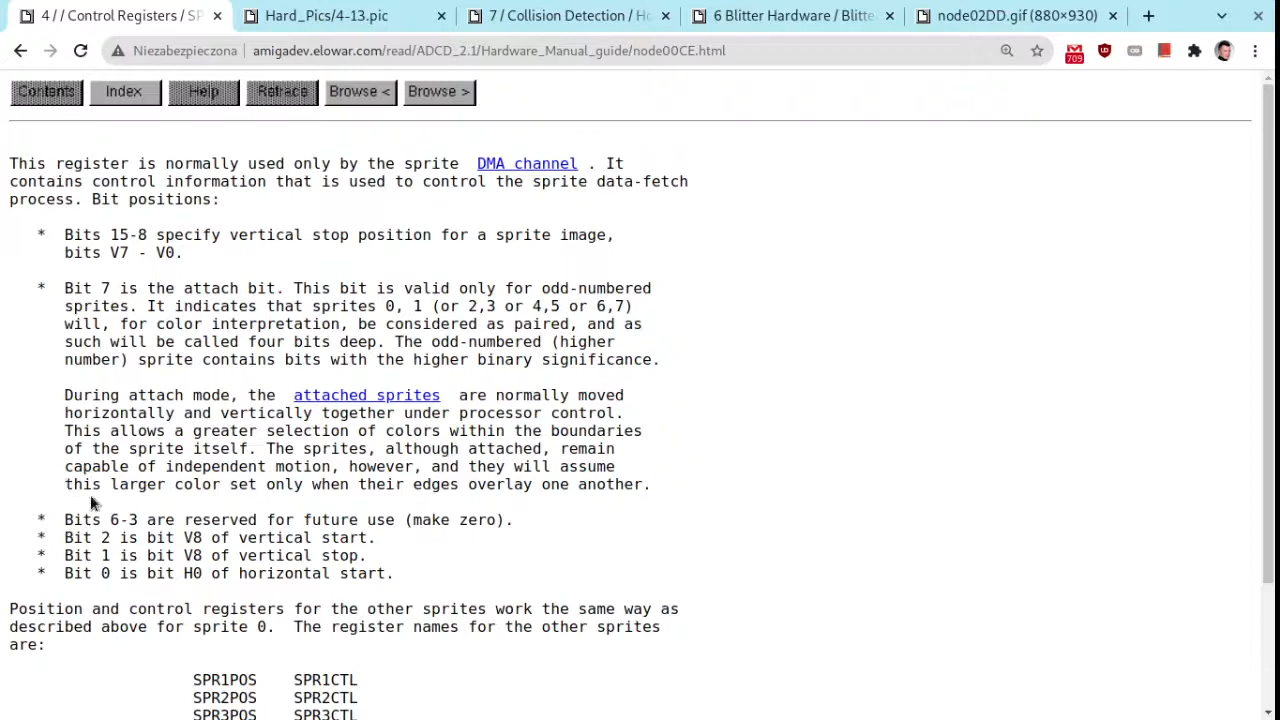 4 // Control Registers / SP
Hard_Pics/4-13.pic
7 / Collision Detection / Ho
6 Blitter Hardware / Blitte
node02DD.gif (880×930)
Niezabezpieczona
amigadev.elowar.com/read/ADCD_2.1/Hardware_Manual_guide/node00CE.html
709
Contents
Index
Help
Retrace
Browse <
Browse >
This register is normally used only by the sprite DMA channel . It
contains control information that is used to control the sprite data-fetch
process. Bit positions:
* Bits 15-8 specify vertical stop position for a sprite image,
bits V7 - V0.
* Bit 7 is the attach bit. This bit is valid only for odd-numbered
sprites. It indicates that sprites 0, 1 (or 2,3 or 4,5 or 6,7)
will, for color interpretation, be considered as paired, and as
such will be called four bits deep. The odd-numbered (higher
number) sprite contains bits with the higher binary significance.
During attach mode, the attached sprites are normally moved
horizontally and vertically together under processor control.
This allows a greater selection of colors within the boundaries
of the sprite itself. The sprites, although attached, remain
capable of independent motion, however, and they will assume
this larger color set only when their edges overlay one another.
* Bits 6-3 are reserved for future use (make zero).
* Bit 2 is bit V8 of vertical start.
* Bit 1 is bit V8 of vertical stop.
* Bit 0 is bit H0 of horizontal start.
Position and control registers for the other sprites work the same way as
described above for sprite 0. The register names for the other sprites
are:
SPR1POS SPR1CTL
SPR2POS SPR2CTL
SPR3POS SPR3CTL